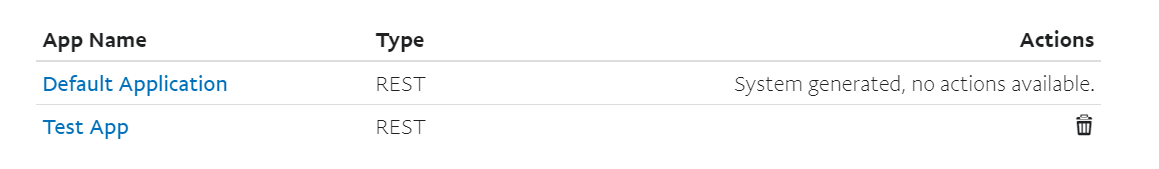 App Name Type Actions
Default Application REST System generated, no actions available.
Test App REST